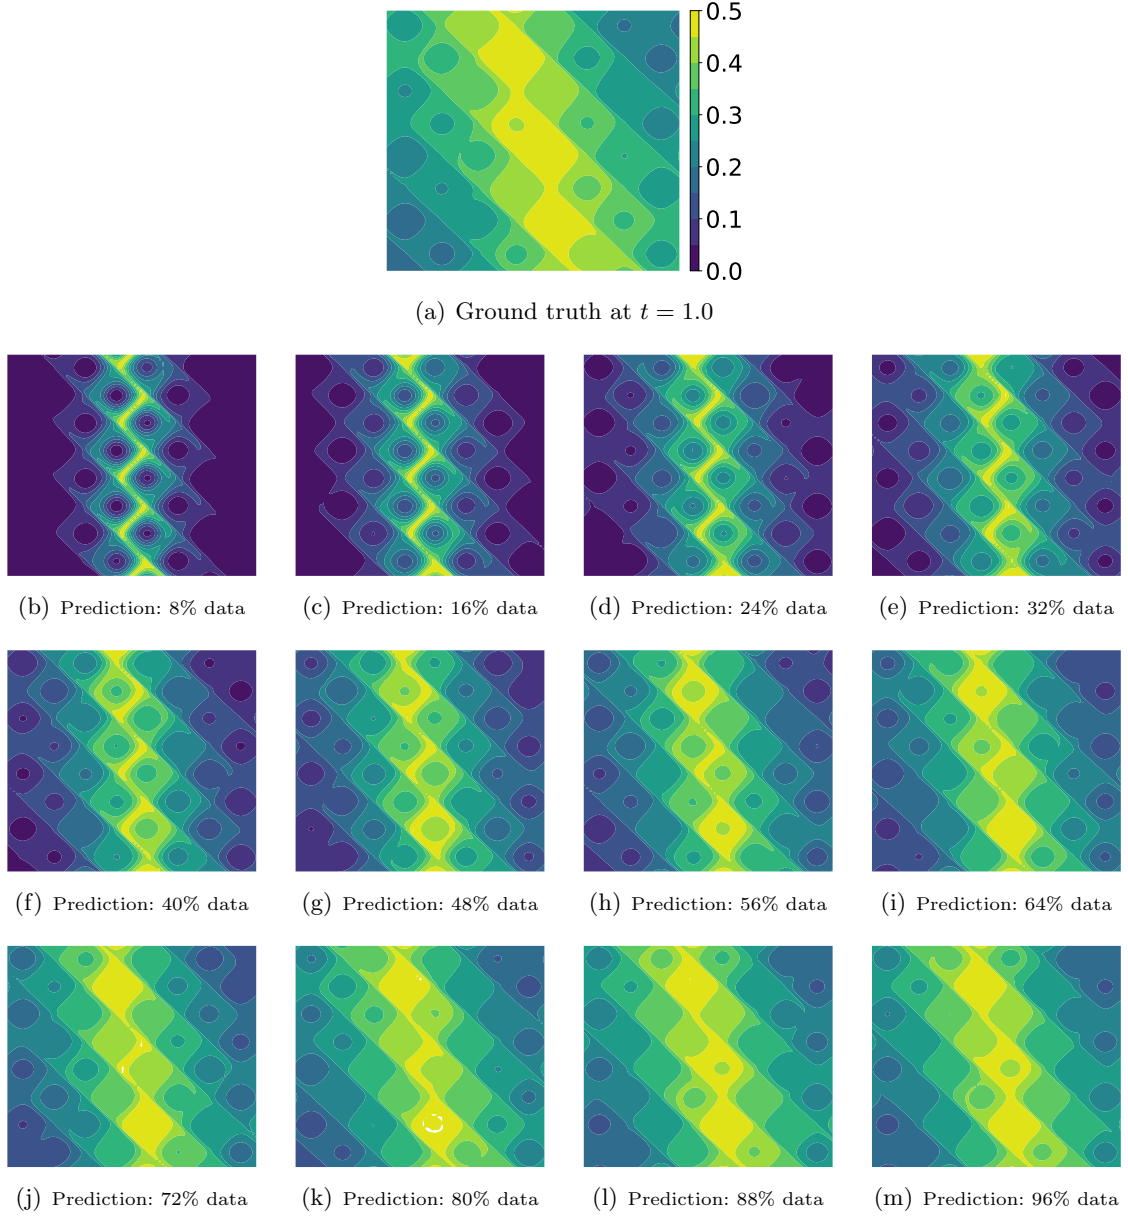 0.5
0.4
0.3
0.2
0.1
0.0
(a) Ground truth at t = 1.0
(b) Prediction: 8% data
(c) Prediction: 16% data
(d) Prediction: 24% data
(e) Prediction: 32% data
(f) Prediction: 40% data
(g) Prediction: 48% data
(h) Prediction: 56% data
(i) Prediction: 64% data
(j) Prediction: 72% data
(k) Prediction: 80% data
(l) Prediction: 88% data
(m) Prediction: 96% data